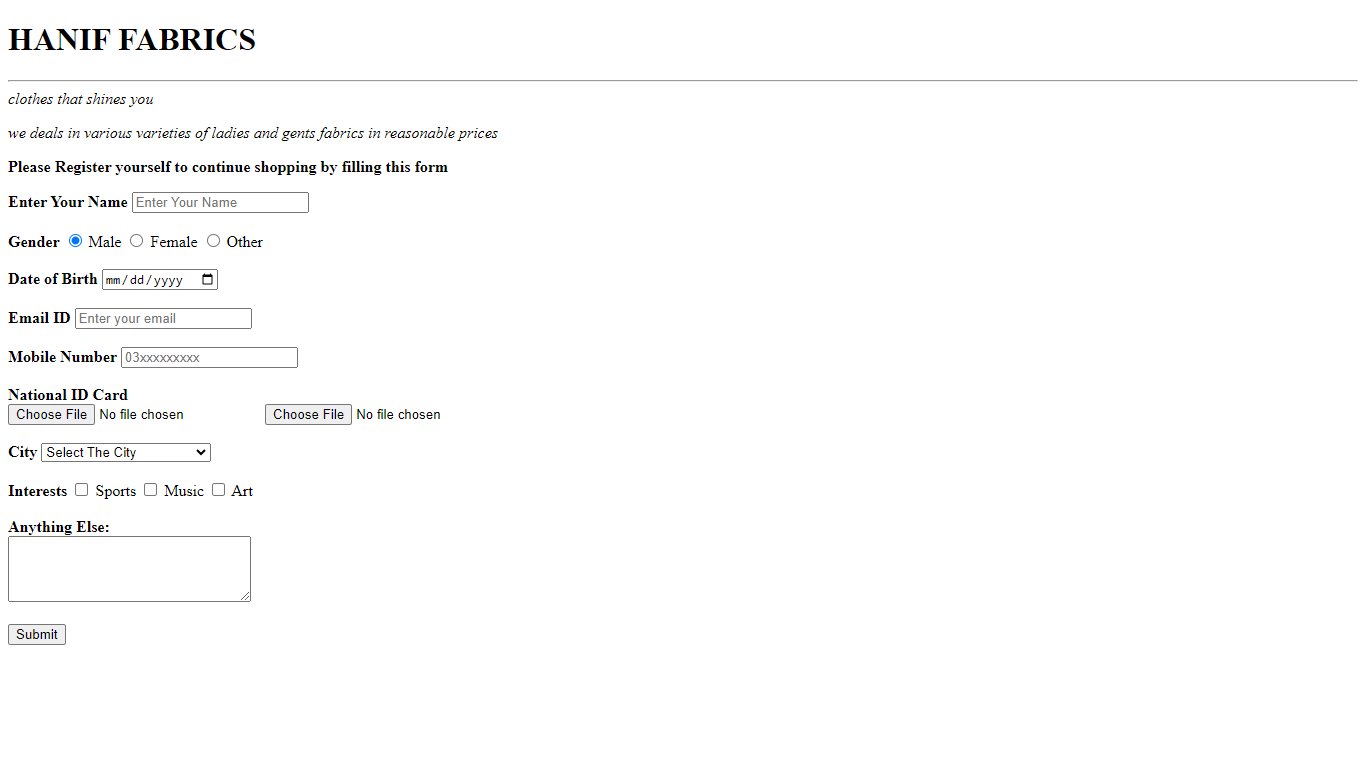 HANIF FABRICS
clothes that shines you
we deals in various varieties of ladies and gents fabrics in reasonable prices
Please Register yourself to continue shopping by filling this form
Enter Your Name Enter Your Name
Gender Male Female Other
Date of Birth mm/dd/yyyy
Email ID Enter your email
Mobile Number 03xxxxxxxxx
National ID Card
Choose File No file chosen Choose File No file chosen
City Select The City
Interests Sports Music Art
Anything Else:
Submit